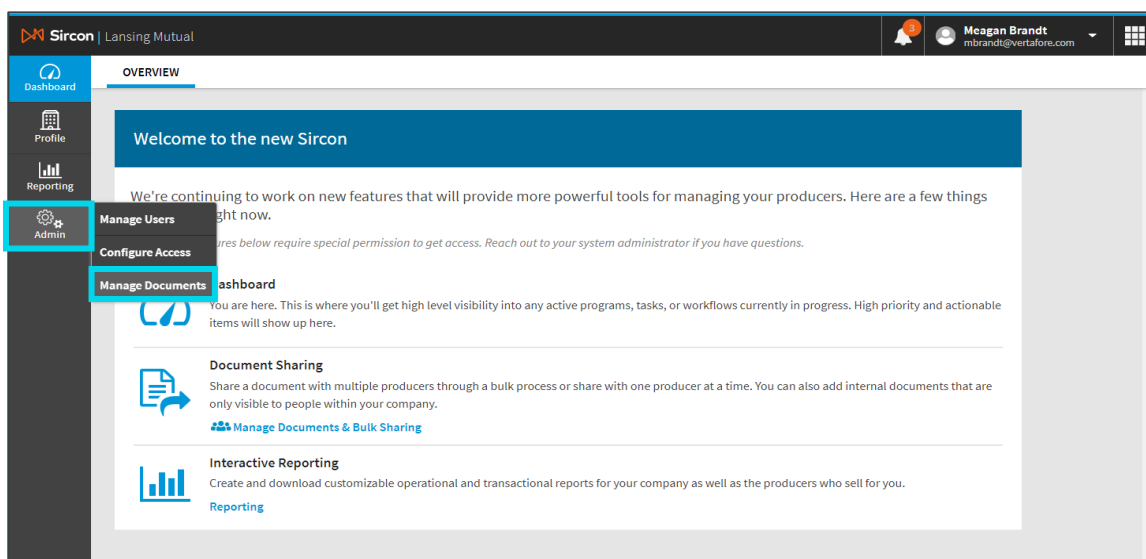 Sircon | Lansing Mutual
3
Meagan Brandt
mbrandt@vertafore.com
Dashboard
OVERVIEW
Profile
Reporting
Admin
Manage Users
Configure Access
Manage Documents
Welcome to the new Sircon
We're continuing to work on new features that will provide more powerful tools for managing your producers. Here are a few things
ght now.
ures below require special permission to get access. Reach out to your system administrator if you have questions.
ashboard
You are here. This is where you'll get high level visibility into any active programs, tasks, or workflows currently in progress. High priority and actionable
items will show up here.
Document Sharing
Share a document with multiple producers through a bulk process or share with one producer at a time. You can also add internal documents that are
only visible to people within your company.
Manage Documents & Bulk Sharing
Interactive Reporting
Create and download customizable operational and transactional reports for your company as well as the producers who sell for you.
Reporting